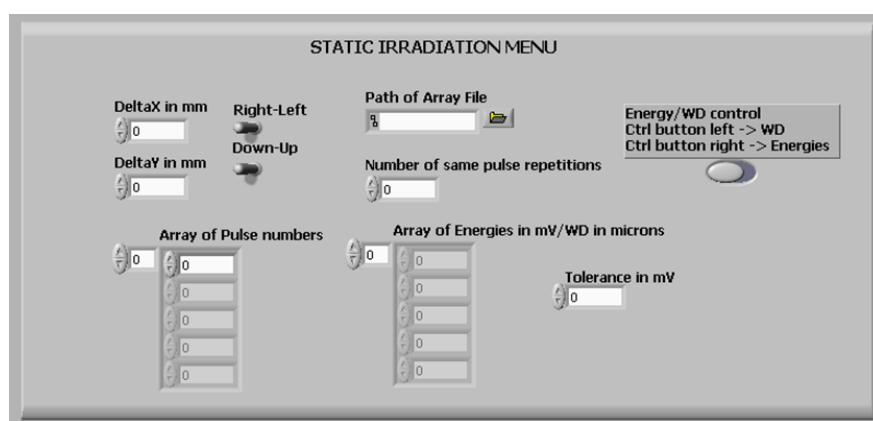 STATIC IRRADIATION MENU
DeltaX in mm
0
Right-Left
Down-Up
DeltaY in mm
0
Path of Array File
Number of same pulse repetitions
0
Energy/WD control
Ctrl button left -> WD
Ctrl button right -> Energies
Array of Pulse numbers
0
0
0
0
0
0
Array of Energies in mV/WD in microns
0
0
0
0
0
0
Tolerance in mV
0